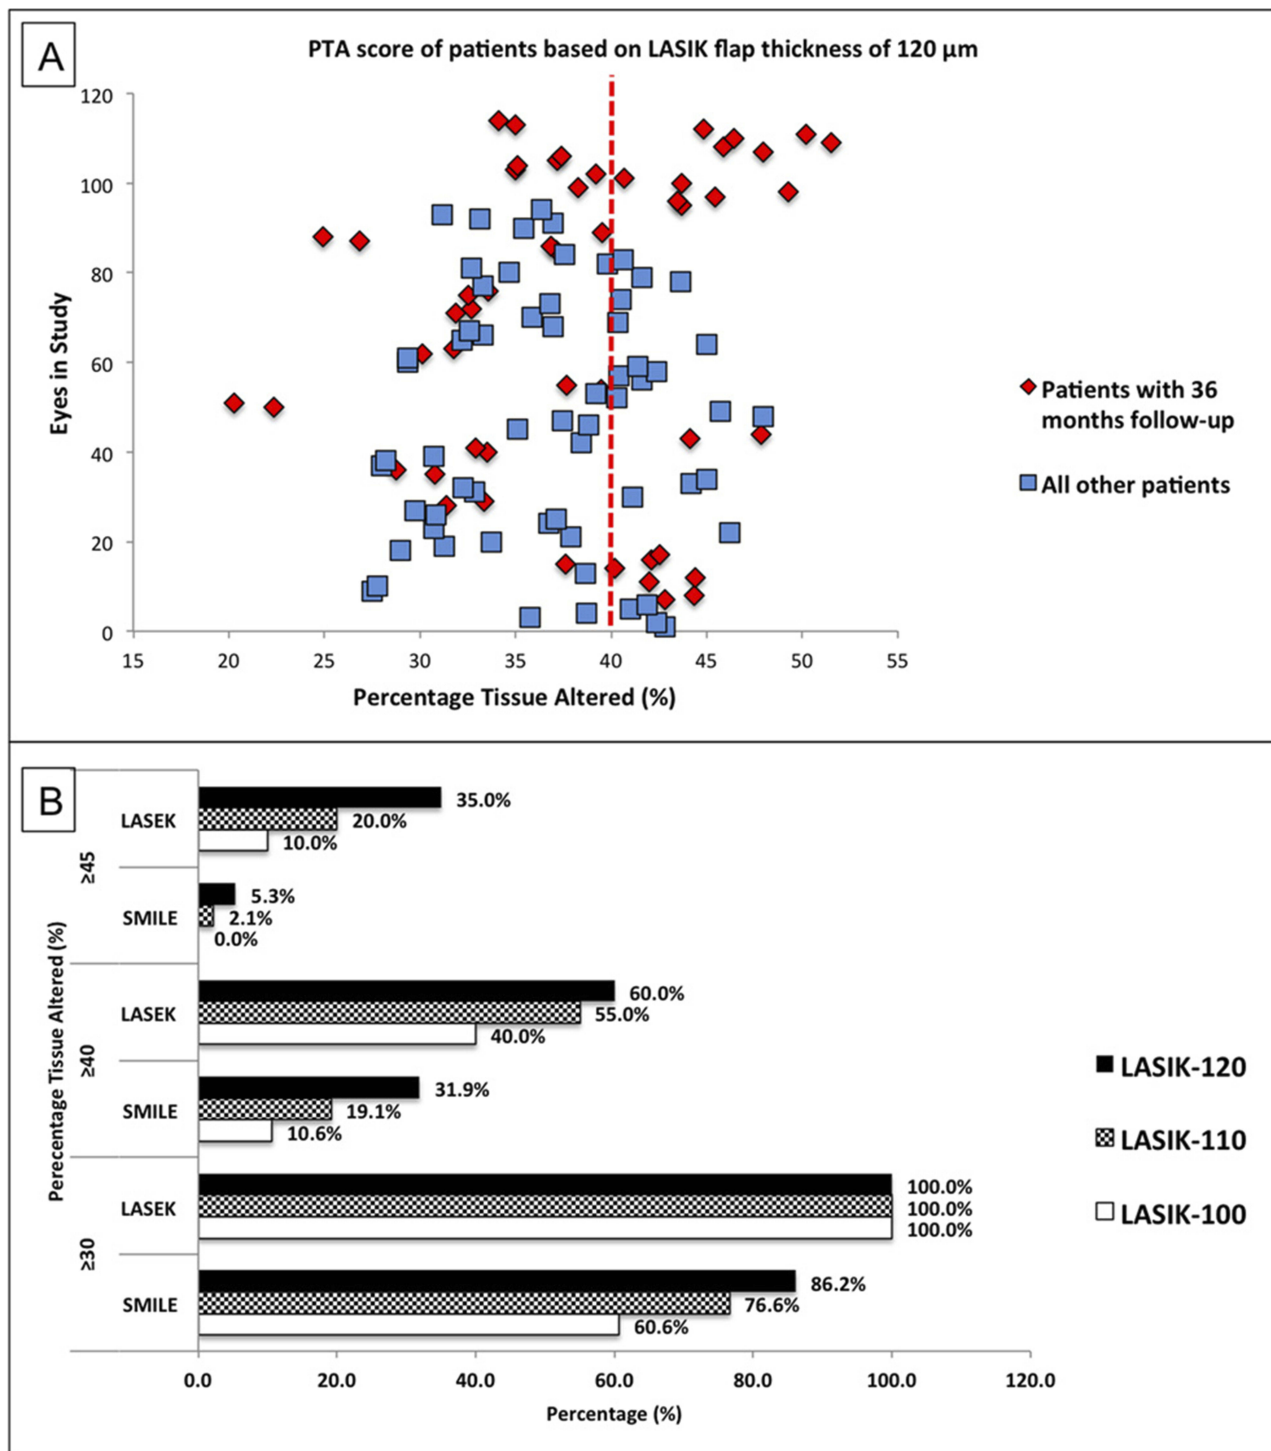 A
PTA score of patients based on LASIK flap thickness of 120 µm
120
100
80
60
40
20
0
Eyes in Study
15 20 25 30 35 40 45 50 55
Percentage Tissue Altered (%)
Patients with 36
months follow-up
All other patients
B
Perecentage Tissue Altered (%)
≥45
LASEK
35.0%
20.0%
10.0%
SMILE
5.3%
2.1%
0.0%
≥40
LASEK
60.0%
55.0%
40.0%
SMILE
31.9%
19.1%
10.6%
≥30
LASEK
100.0%
100.0%
100.0%
SMILE
86.2%
76.6%
60.6%
0.0 20.0 40.0 60.0 80.0 100.0 120.0
Percentage (%)
LASIK-120
LASIK-110
LASIK-100